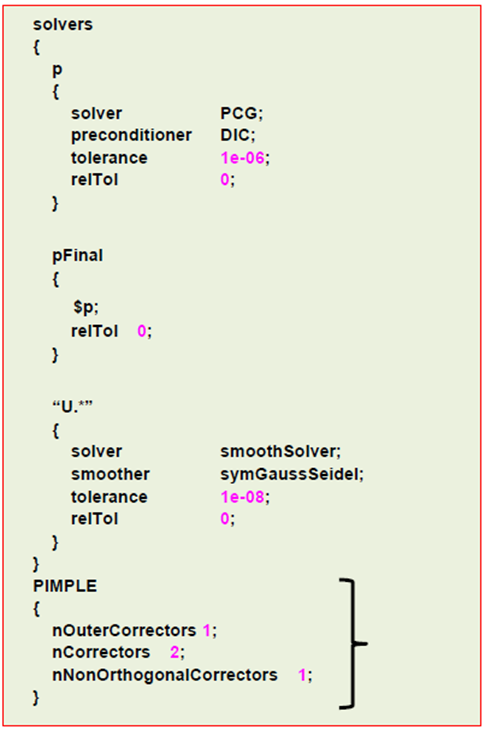 solvers
{
p
{
solver PCG;
preconditioner DIC;
tolerance 1e-06;
relTol 0;
}
pFinal
{
$p;
relTol 0;
}
“U.*”
{
solver smoothSolver;
smoother symGaussSeidel;
tolerance 1e-08;
relTol 0;
}
}
PIMPLE
{
nOuterCorrectors 1;
nCorrectors 2;
nNonOrthogonalCorrectors 1;
}